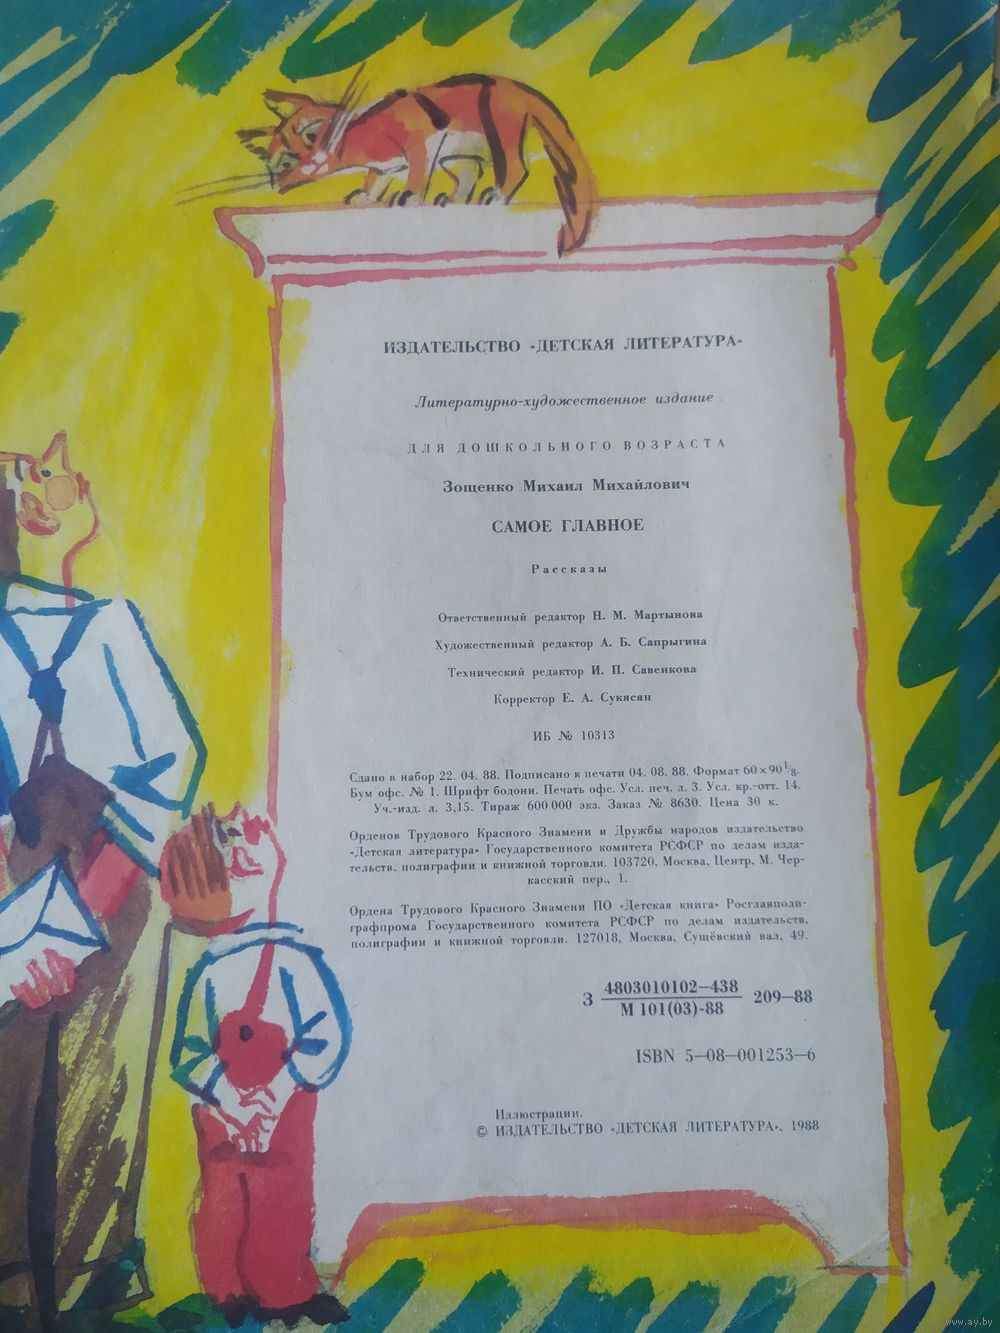 ИЗДАТЕЛЬСТВО «ДЕТСКАЯ ЛИТЕРАТУРА»
Литературно-художественное издание
ДЛЯ ДОШКОЛЬНОГО ВОЗРАСТА
Зощенко Михаил Михайлович
САМОЕ ГЛАВНОЕ
Рассказы
Ответственный редактор Н. М. Мартынова
Художественный редактор А. Б. Сапрыгина
Технический редактор И. П. Савенкова
Корректор Е. А. Сукясян
ИБ № 10313
Сдано в набор 22. 04. 88. Подписано к печати 04. 08. 88. Формат 60×90 1/8.
Бум офс. № 1. Шрифт бодони. Печать офс. Усл. печ. л. 3. Усл. кр.-отт. 14.
Уч.-изд. л. 3,15. Тираж 600 000 экз. Заказ № 8630. Цена 30 к.
Орденов Трудового Красного Знамени и Дружбы народов издательство
«Детская литература» Государственного комитета РСФСР по делам изда-
тельств, полиграфии и книжной торговли. 103720, Москва, Центр, М. Чер-
касский пер., 1.
Ордена Трудового Красного Знамени ПО «Детская книга» Росглавполи-
графпрома Государственного комитета РСФСР по делам издательств,
полиграфии и книжной торговли. 127018, Москва, Сущёвский вал, 49.
З 4803010102—438 / М 101(03)-88 209—88
ISBN 5—08—001253—6
Иллюстрации.
© ИЗДАТЕЛЬСТВО «ДЕТСКАЯ ЛИТЕРАТУРА», 1988
www.ay.by